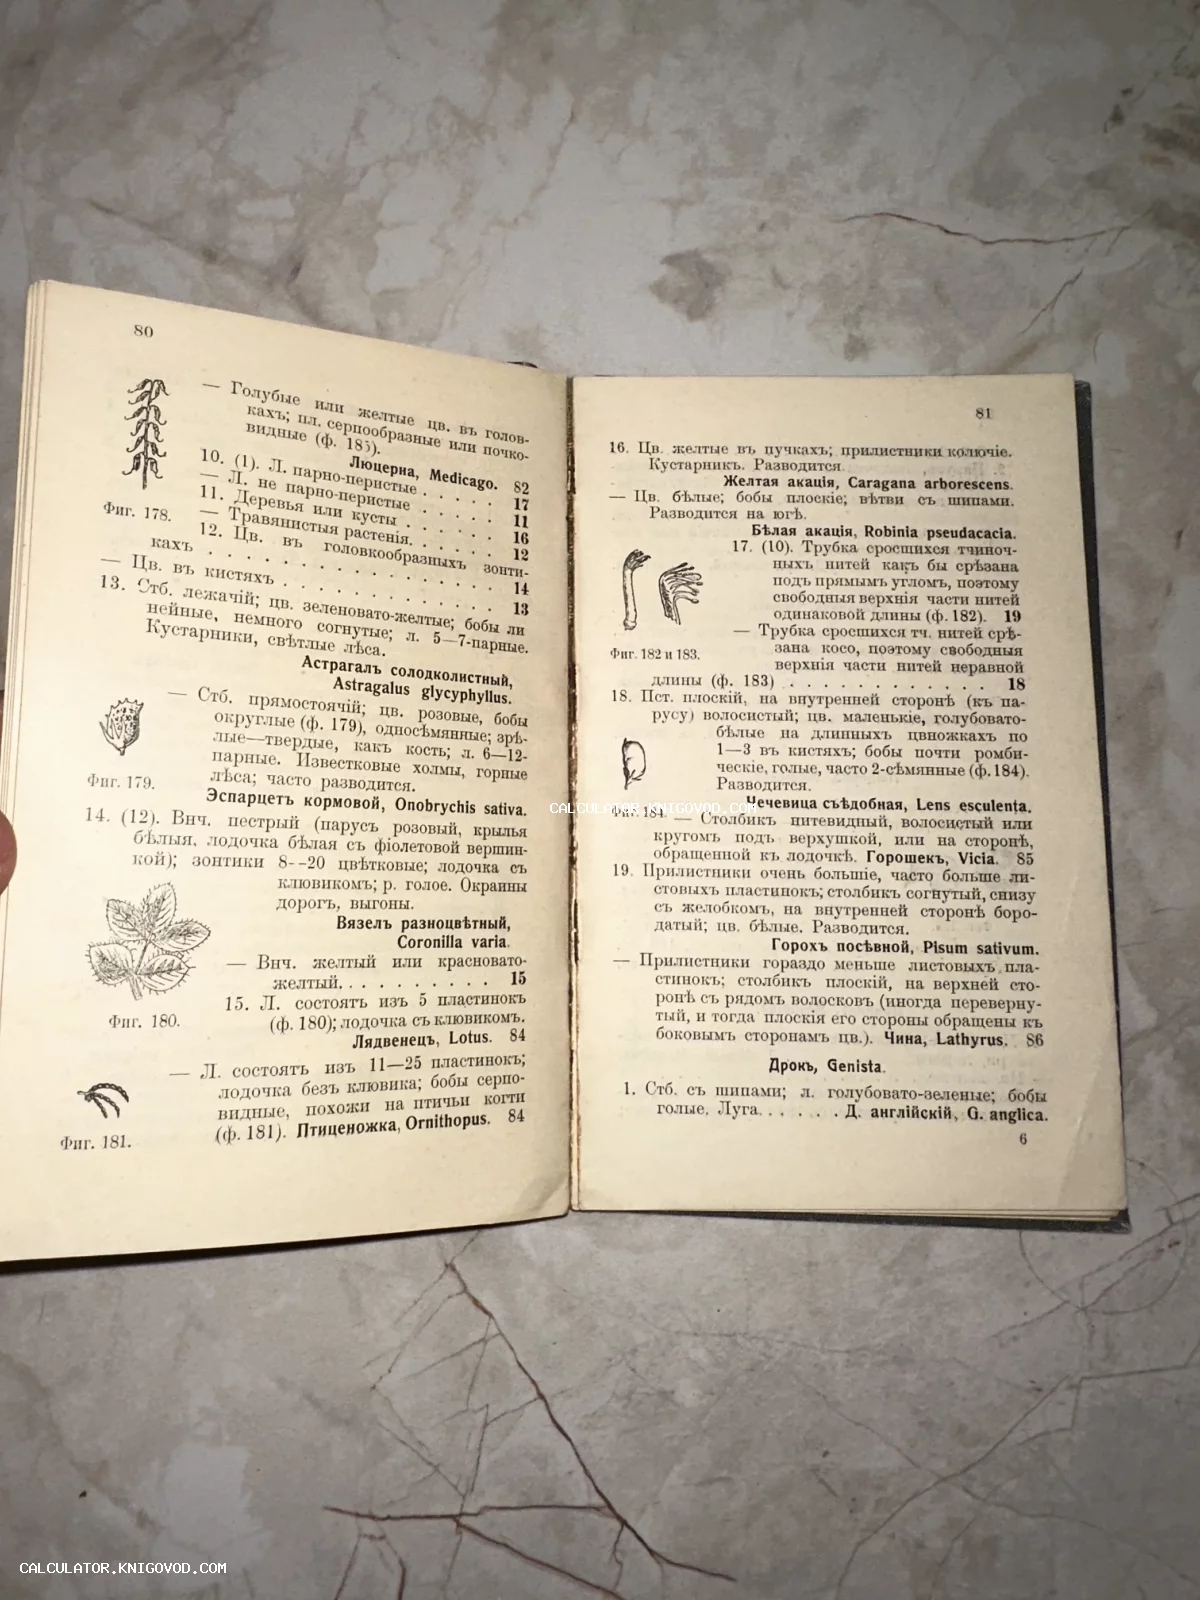 80
— Голубые или желтые цв. въ голов-
кахъ; пл. серпообразные или почко-
видные (ф. 185).
Люцерна, Medicago. 82
10. (1). Л. парно-перистые . . . . . 17
— Л. не парно-перистые . . . . . 11
11. Деревья или кусты . . . . . . 16
— Травянистыя растенія. . . . . . 12
Фиг. 178.
12. Цв. въ головкообразныхъ зонти-
кахъ . . . . . . . . . . . . . . 14
— Цв. въ кистяхъ . . . . . . . . . . . 13
13. Стб. лежачій; цв. зеленовато-желтые; бобы ли
нейные, немного согнутые; л. 5—7-парные.
Кустарники, свѣтлые лѣса.
Астрагалъ солодколистный,
Astragalus glycyphyllus.
— Стб. прямостоячій; цв. розовые, бобы
округлые (ф. 179), односѣмянные; зрѣ-
лые—твердые, какъ кость; л. 6—12-
парные. Известковые холмы, горные
лѣса; часто разводится.
Фиг. 179.
Эспарцетъ кормовой, Onobrychis sativa.
14. (12). Внч. пестрый (парусъ розовый, крылья
бѣлыя, лодочка бѣлая съ фіолетовой вершин-
кой); зонтики 8--20 цвѣтковые; лодочка съ
клювикомъ; р. голое. Окраины
дорогъ, выгоны.
Вязелъ разноцвѣтный,
Coronilla varia.
— Внч. желтый или красновато-
желтый. . . . . . . . . . 15
15. Л. состоятъ изъ 5 пластинокъ
Фиг. 180.
(ф. 180); лодочка съ клювикомъ.
Лядвенецъ, Lotus. 84
— Л. состоятъ изъ 11—25 пластинокъ;
лодочка безъ клювика; бобы серпо-
видные, похожи на птичьи когти
(ф. 181). Птиценожка, Ornithopus. 84
Фиг. 181.
81
16. Цв. желтые въ пучкахъ; прилистники колючіе.
Кустарникъ. Разводится.
Желтая акація, Caragana arborescens.
— Цв. бѣлые; бобы плоскіе; вѣтви съ шипами.
Разводится на югѣ.
Бѣлая акація, Robinia pseudacacia.
17. (10). Трубка сросшихся тчиноч-
ныхъ нитей какъ бы срѣзана
подъ прямымъ угломъ, поэтому
свободныя верхнія части нитей
одинаковой длины (ф. 182). 19
— Трубка сросшихся тч. нитей срѣ-
Фиг. 182 и 183.
зана косо, поэтому свободныя
верхнія части нитей неравной
длины (ф. 183) . . . . . . . . . . . . 18
18. Пст. плоскій, на внутренней сторонѣ (къ па-
русу) волосистый; цв. маленькіе, голубовато-
бѣлые на длинныхъ цвножкахъ по
1—3 въ кистяхъ; бобы почти ромби-
ческіе, голые, часто 2-сѣмянные (ф. 184).
Разводится.
CALCULATOR.KNIGOVOD.COM
Чечевица съѣдобная, Lens esculenta.
Фиг. 184.
— Столбикъ нитевидный, волосистый или
кругомъ подъ верхушкой, или на сторонѣ,
обращенной къ лодочкѣ. Горошекъ, Vicia. 85
19. Прилистники очень большіе, часто больше ли-
стовыхъ пластинокъ; столбикъ согнутый, снизу
съ желобкомъ, на внутренней сторонѣ боро-
датый; цв. бѣлые. Разводится.
Горохъ посѣвной, Pisum sativum.
— Прилистники гораздо меньше листовыхъ пла-
стинокъ; столбикъ плоскій, на верхней сто-
ронѣ съ рядомъ волосковъ (иногда переверну-
тый, и тогда плоскія его стороны обращены къ
боковымъ сторонамъ цв.). Чина, Lathyrus. 86
Дрокъ, Genista.
1. Стб. съ шипами; л. голубовато-зеленые; бобы
голые. Луга. . . . . . Д. англійскій, G. anglica.
6
CALCULATOR.KNIGOVOD.COM